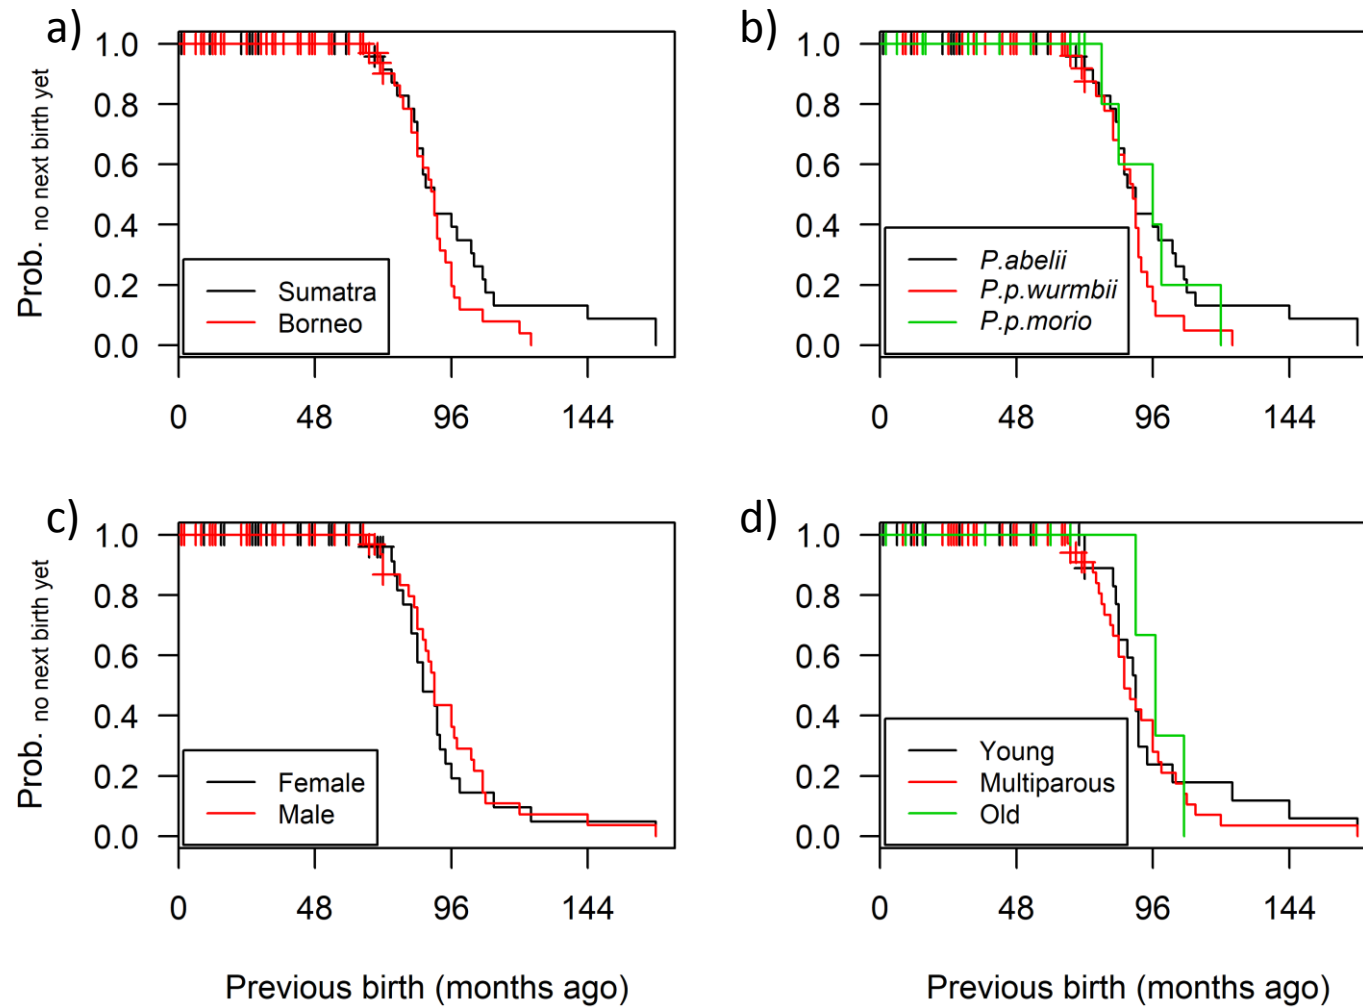 a)
Prob. no next birth yet
1.0
0.8
0.6
0.4
0.2
0.0
Sumatra
Borneo
0 48 96 144
b)
1.0
0.8
0.6
0.4
0.2
0.0
P.abelii
P.p.wurmbii
P.p.morio
0 48 96 144
c)
Prob. no next birth yet
1.0
0.8
0.6
0.4
0.2
0.0
Female
Male
0 48 96 144
Previous birth (months ago)
d)
1.0
0.8
0.6
0.4
0.2
0.0
Young
Multiparous
Old
0 48 96 144
Previous birth (months ago)